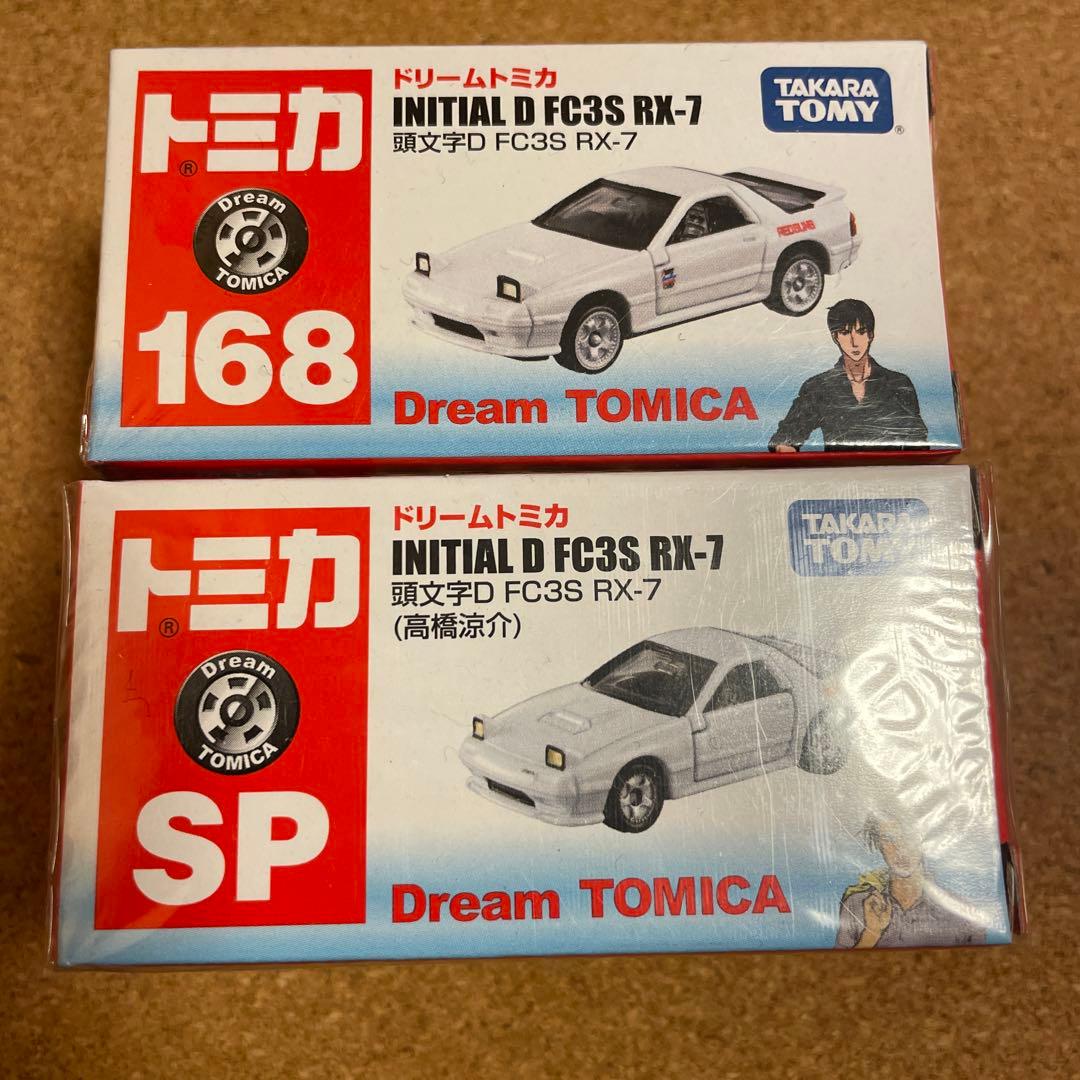 トミカ®
Dream
TOMICA
168
ドリームトミカ
INITIAL D FC3S RX-7
頭文字D FC3S RX-7
TAKARA
TOMY®
REDSUNS
Dream TOMICA
トミカ®
Dream
TOMICA
SP
ドリームトミカ
INITIAL D FC3S RX-7
頭文字D FC3S RX-7
(高橋涼介)
TAKARA
TOMY
Dream TOMICA